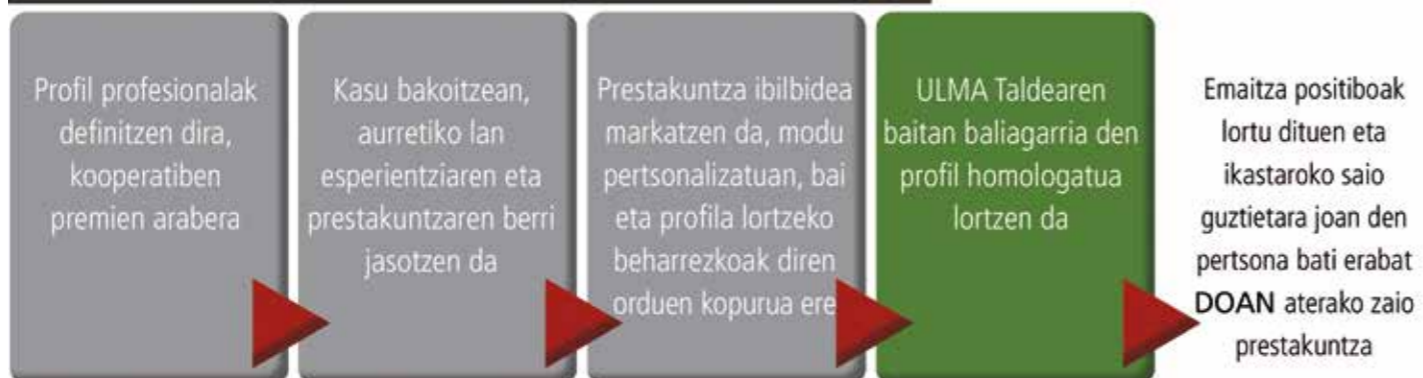 Profil profesionalak
definitzen dira,
kooperatiben
premien arabera
Kasu bakoitzean,
aurretiko lan
esperientziaren eta
prestakuntzaren berri
jasotzen da
Prestakuntza ibilbidea
markatzen da, modu
pertsonalizatuan, bai
eta profila lortzeko
beharrezkoak diren
orduen kopurua ere
ULMA Taldearen
baitan baliagarria den
profil homologatua
lortzen da
Emaitza positiboak
lortu dituen eta
ikastaroko saio
guztietara joan den
pertsona bati erabat
DOAN aterako zaio
prestakuntza